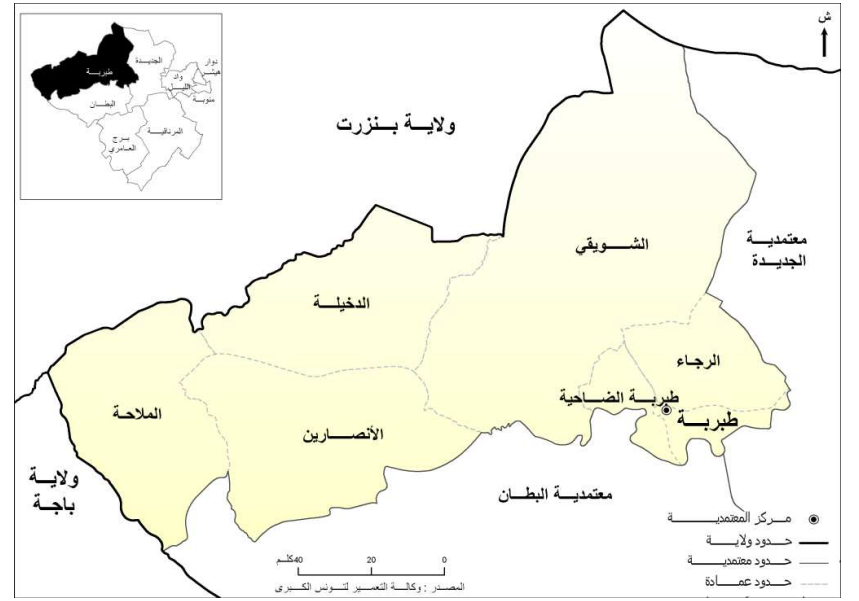 ش
الجديدة
دوار
هيشر
طبربة
واد
الليل
منوبة
البطان
المرناقية
برج
العامري
ولاية بنزرت
معتمدية
الجديدة
الشويقي
الدخيلة
الرجاء
طبربة الضاحية
طبربة
الملاحة
الأنصارين
ولاية
باجة
معتمدية البطان
مركز المعتمدية
حدود ولاية
حدود معتمدية
حدود عمادة
40كلم 20 0
المصدر : وكالة التعمير لتونس الكبرى